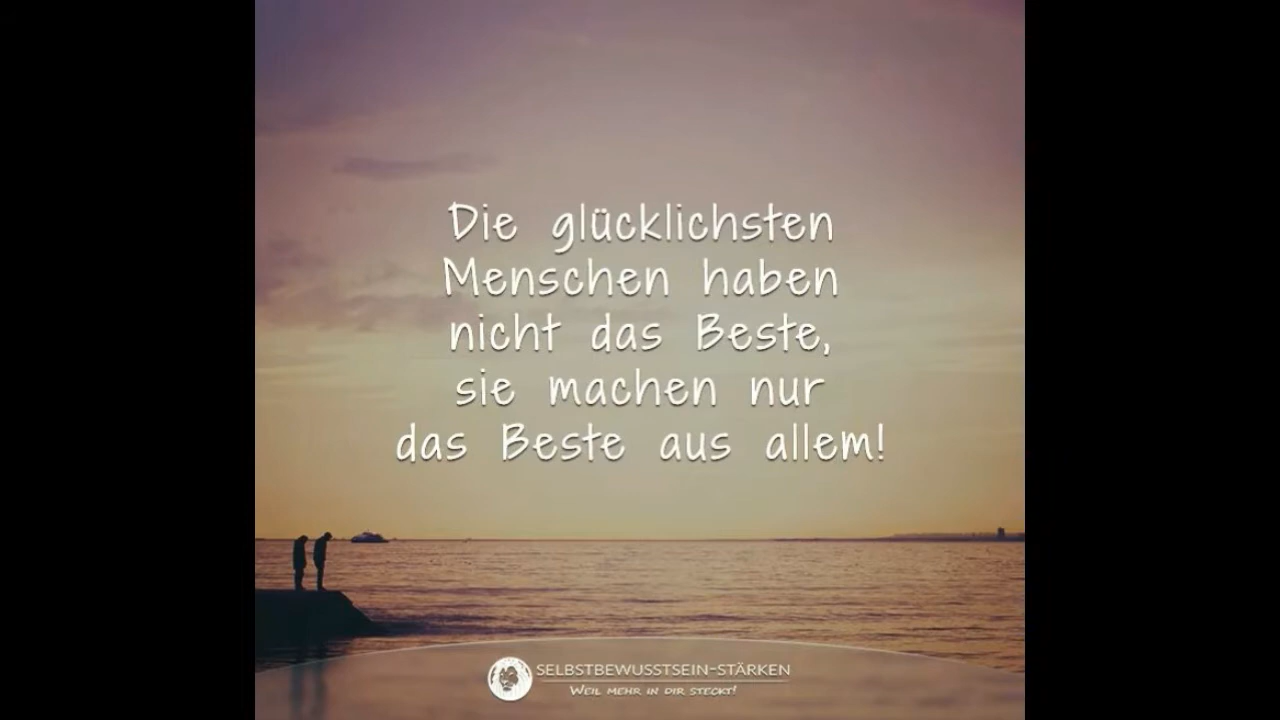 Die glücklichsten
Menschen haben
nicht das Beste,
sie machen nur
das Beste aus allem!
SELBSTBEWUSSTSEIN-STÄRKEN
WEIL MEHR IN DIR STECKT!